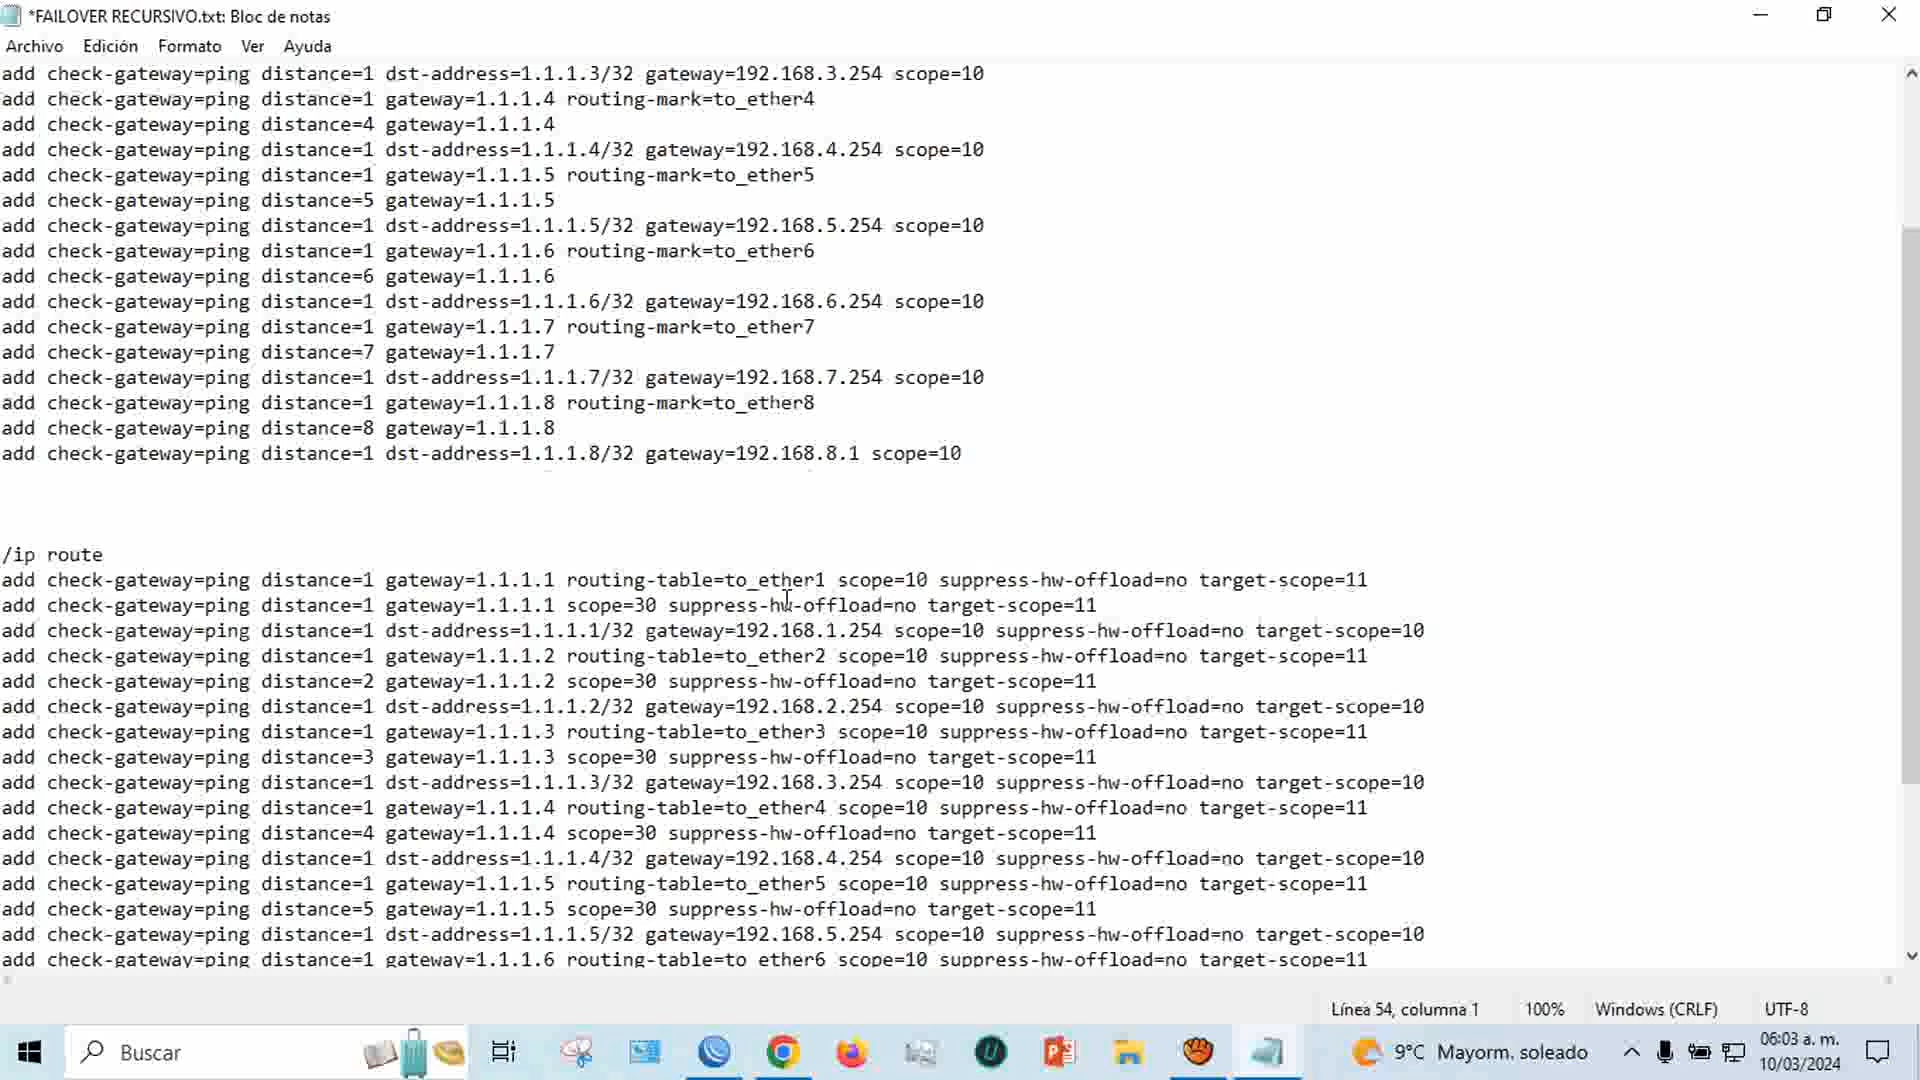 *FAILOVER RECURSIVO.txt: Bloc de notas
Archivo Edición Formato Ver Ayuda
add check-gateway=ping distance=1 dst-address=1.1.1.3/32 gateway=192.168.3.254 scope=10
add check-gateway=ping distance=1 gateway=1.1.1.4 routing-mark=to_ether4
add check-gateway=ping distance=4 gateway=1.1.1.4
add check-gateway=ping distance=1 dst-address=1.1.1.4/32 gateway=192.168.4.254 scope=10
add check-gateway=ping distance=1 gateway=1.1.1.5 routing-mark=to_ether5
add check-gateway=ping distance=5 gateway=1.1.1.5
add check-gateway=ping distance=1 dst-address=1.1.1.5/32 gateway=192.168.5.254 scope=10
add check-gateway=ping distance=1 gateway=1.1.1.6 routing-mark=to_ether6
add check-gateway=ping distance=6 gateway=1.1.1.6
add check-gateway=ping distance=1 dst-address=1.1.1.6/32 gateway=192.168.6.254 scope=10
add check-gateway=ping distance=1 gateway=1.1.1.7 routing-mark=to_ether7
add check-gateway=ping distance=7 gateway=1.1.1.7
add check-gateway=ping distance=1 dst-address=1.1.1.7/32 gateway=192.168.7.254 scope=10
add check-gateway=ping distance=1 gateway=1.1.1.8 routing-mark=to_ether8
add check-gateway=ping distance=8 gateway=1.1.1.8
add check-gateway=ping distance=1 dst-address=1.1.1.8/32 gateway=192.168.8.1 scope=10
/ip route
add check-gateway=ping distance=1 gateway=1.1.1.1 routing-table=to_ether1 scope=10 suppress-hw-offload=no target-scope=11
add check-gateway=ping distance=1 gateway=1.1.1.1 scope=30 suppress-hw-offload=no target-scope=11
add check-gateway=ping distance=1 dst-address=1.1.1.1/32 gateway=192.168.1.254 scope=10 suppress-hw-offload=no target-scope=10
add check-gateway=ping distance=1 gateway=1.1.1.2 routing-table=to_ether2 scope=10 suppress-hw-offload=no target-scope=11
add check-gateway=ping distance=2 gateway=1.1.1.2 scope=30 suppress-hw-offload=no target-scope=11
add check-gateway=ping distance=1 dst-address=1.1.1.2/32 gateway=192.168.2.254 scope=10 suppress-hw-offload=no target-scope=10
add check-gateway=ping distance=1 gateway=1.1.1.3 routing-table=to_ether3 scope=10 suppress-hw-offload=no target-scope=11
add check-gateway=ping distance=3 gateway=1.1.1.3 scope=30 suppress-hw-offload=no target-scope=11
add check-gateway=ping distance=1 dst-address=1.1.1.3/32 gateway=192.168.3.254 scope=10 suppress-hw-offload=no target-scope=10
add check-gateway=ping distance=1 gateway=1.1.1.4 routing-table=to_ether4 scope=10 suppress-hw-offload=no target-scope=11
add check-gateway=ping distance=4 gateway=1.1.1.4 scope=30 suppress-hw-offload=no target-scope=11
add check-gateway=ping distance=1 dst-address=1.1.1.4/32 gateway=192.168.4.254 scope=10 suppress-hw-offload=no target-scope=10
add check-gateway=ping distance=1 gateway=1.1.1.5 routing-table=to_ether5 scope=10 suppress-hw-offload=no target-scope=11
add check-gateway=ping distance=5 gateway=1.1.1.5 scope=30 suppress-hw-offload=no target-scope=11
add check-gateway=ping distance=1 dst-address=1.1.1.5/32 gateway=192.168.5.254 scope=10 suppress-hw-offload=no target-scope=10
add check-gateway=ping distance=1 gateway=1.1.1.6 routing-table=to_ether6 scope=10 suppress-hw-offload=no target-scope=11
Línea 54, columna 1 100% Windows (CRLF) UTF-8
Buscar
9°C Mayorm. soleado
06:03 a. m.
10/03/2024